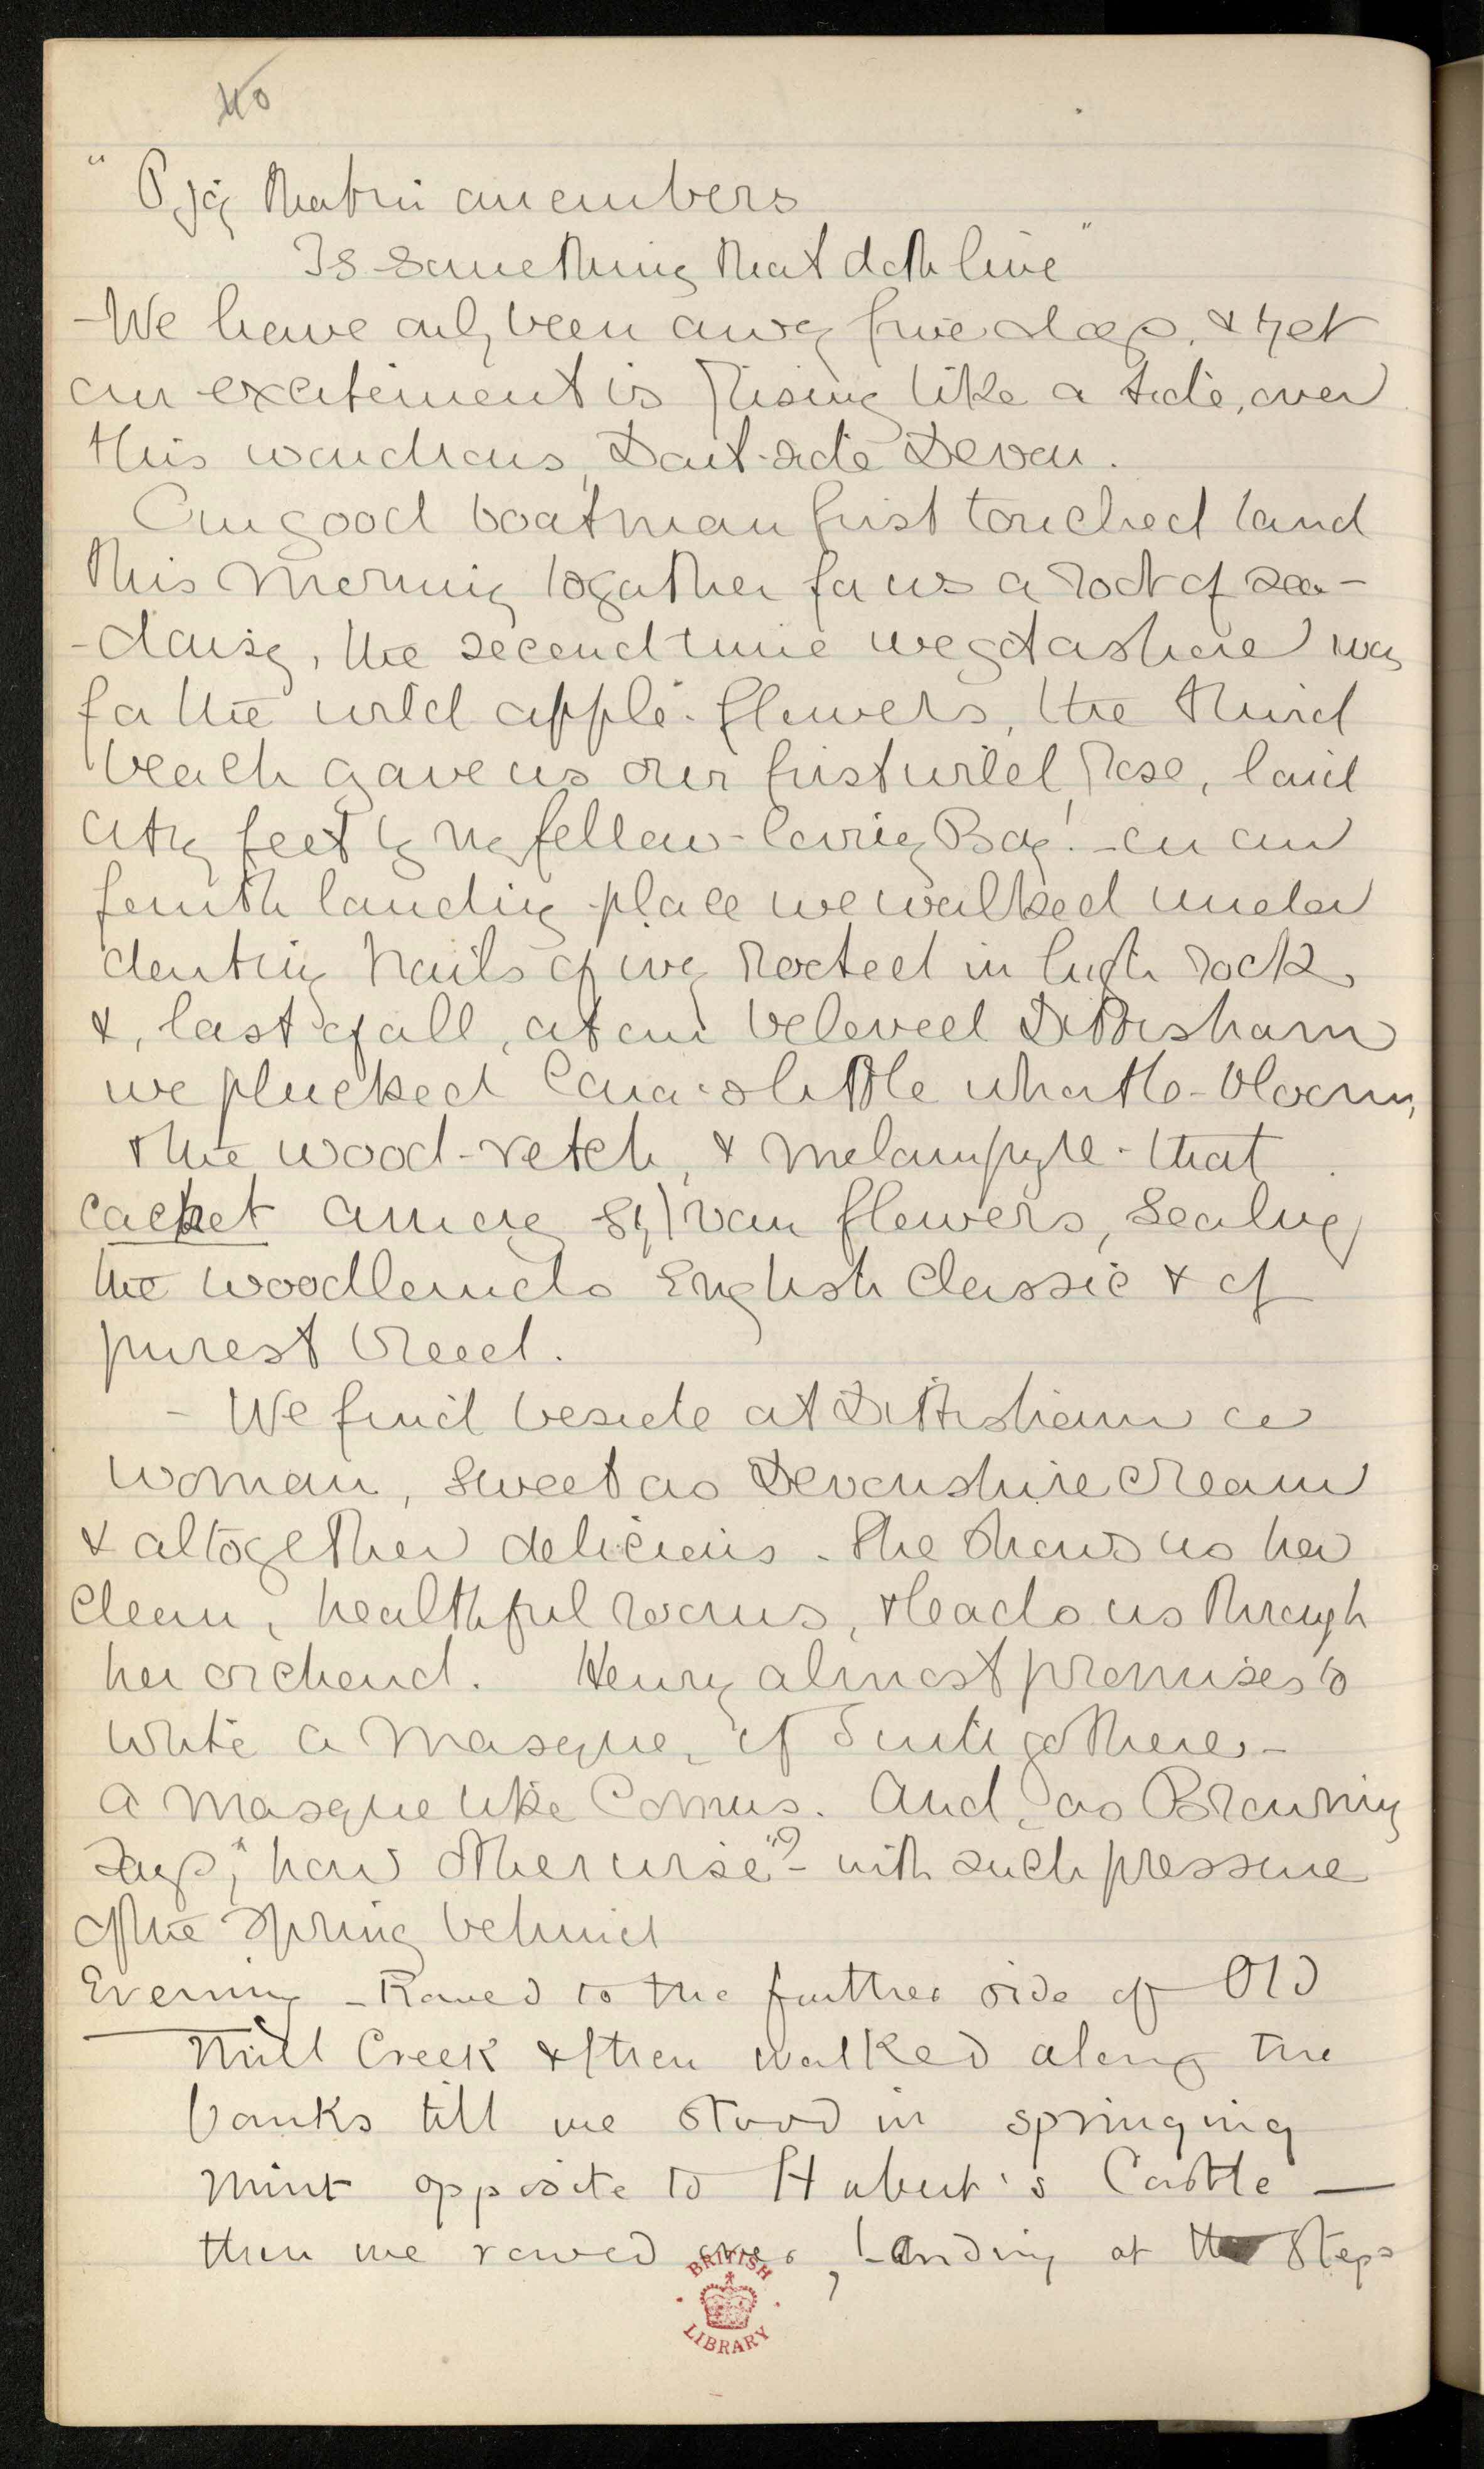 40
"O joy that in our embers
Is something that doth live"
- We have only been away five days, & yet
an excitement is rising like a tide, over
this wondrous, Dart-side Devon.
Our good boatman first touched land
this morning to gather for us a root of sea-
-daisy, the second time we got ashore was
for the wild apple-flowers, the third
beach gave us our first wild rose, laid
at my feet by my fellow-loving Boy! - on our
fourth landing-place we walked under
trails of ivy rooted in high rock,
&, last of all, at our beloved Dittisham
we plucked little whortle-bloom,
& the wood-vetch, & melampyre - that
cachet among sylvan flowers, sealing
the woodlands English classic & of
purest breed.
- We find beside at Dittisham a
woman, sweet as Devonshire cream
& altogether delicious. She shows us her
clean, healthful rooms, & leads us through
her orchard. Henry almost promises to
write a masque, if I will go there -
a masque like Comus. And, as Browning
says, "how otherwise"? - with such pressure
of the Spring behind
Evening - Rowed to the further side of Old
Mill Creek & then walked along the
banks till we stood in springing
mint opposite to Hubert's Castle —
then we rowed over, landing at the steps
BRITISH
LIBRARY